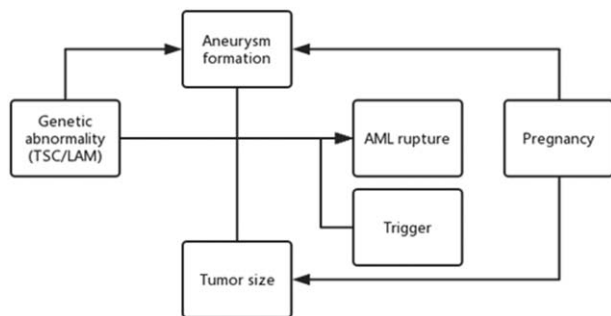 Aneurysm
formation
Genetic
abnormality
(TSC/LAM)
AML rupture
Pregnancy
Trigger
Tumor size